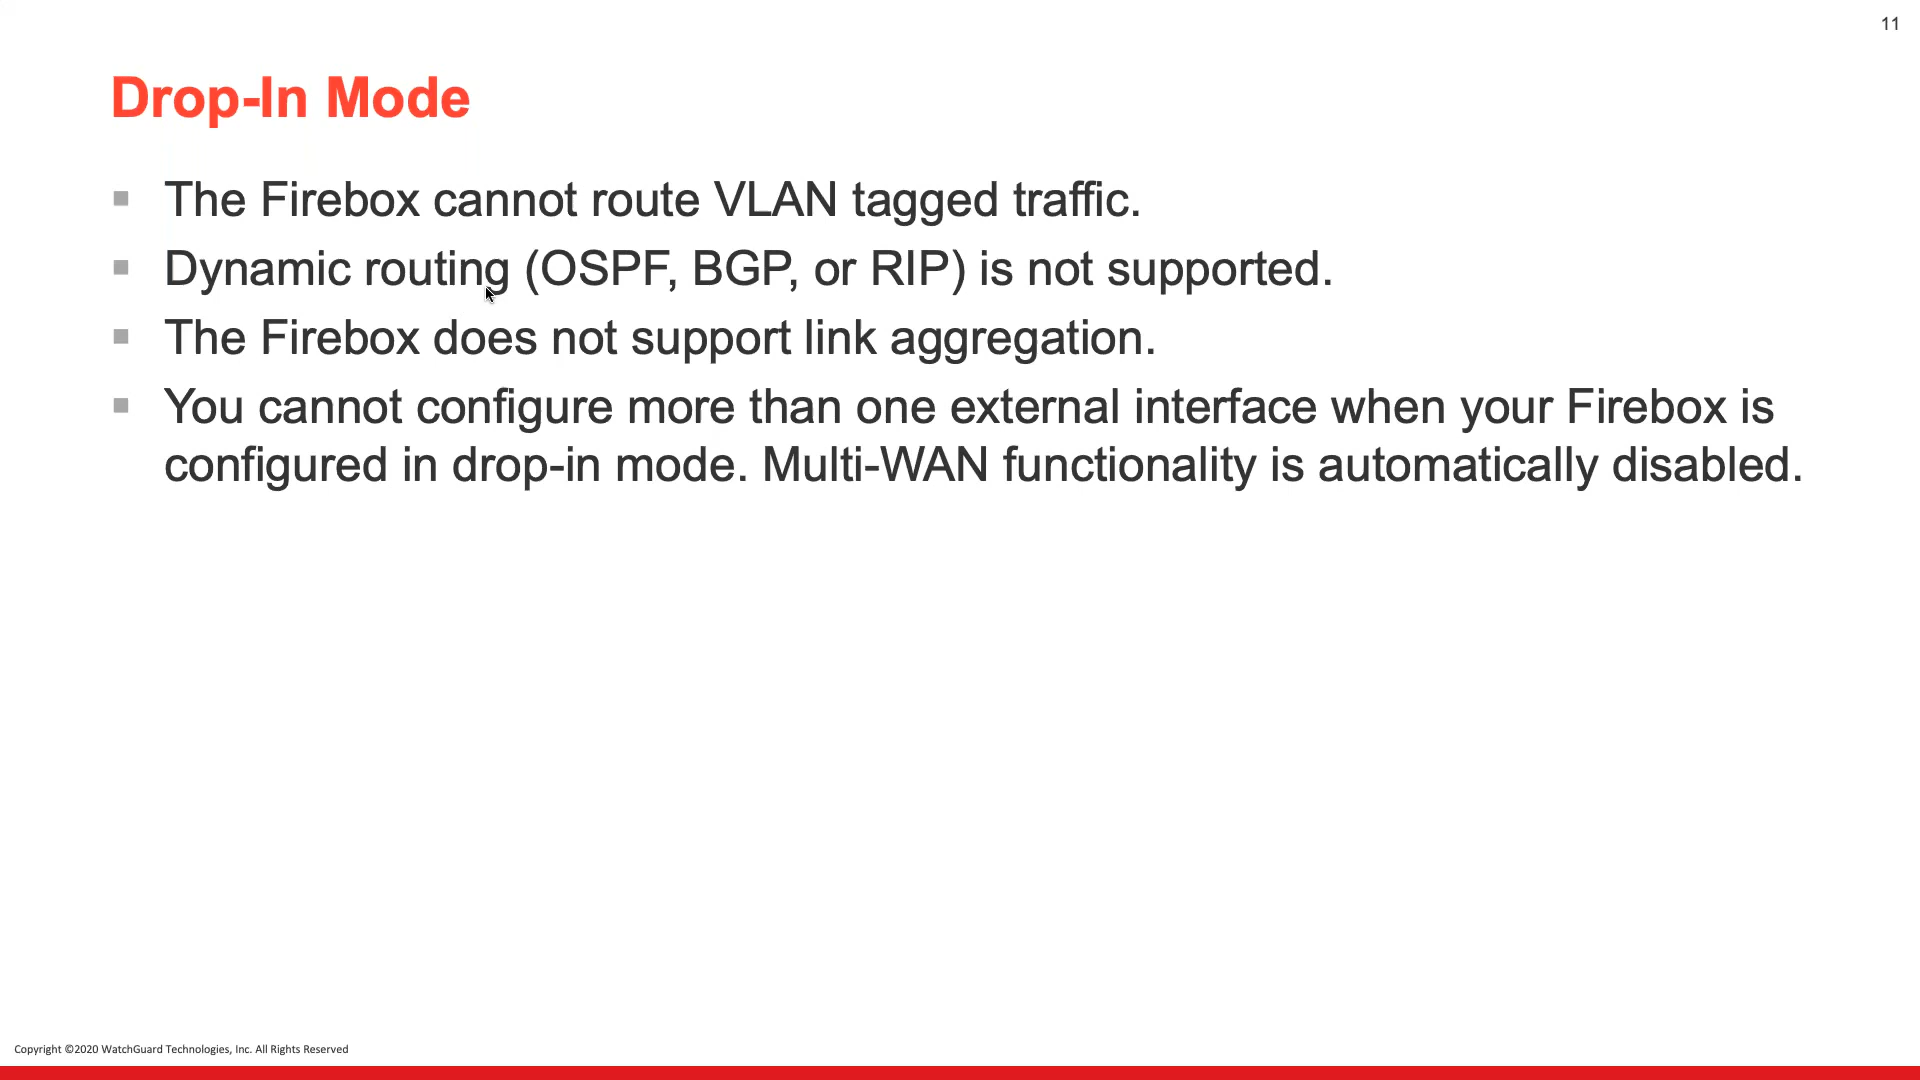 11
Drop-In Mode
The Firebox cannot route VLAN tagged traffic.
Dynamic routing (OSPF, BGP, or RIP) is not supported.
The Firebox does not support link aggregation.
You cannot configure more than one external interface when your Firebox is
configured in drop-in mode. Multi-WAN functionality is automatically disabled.
Copyright ©2020 WatchGuard Technologies, Inc. All Rights Reserved